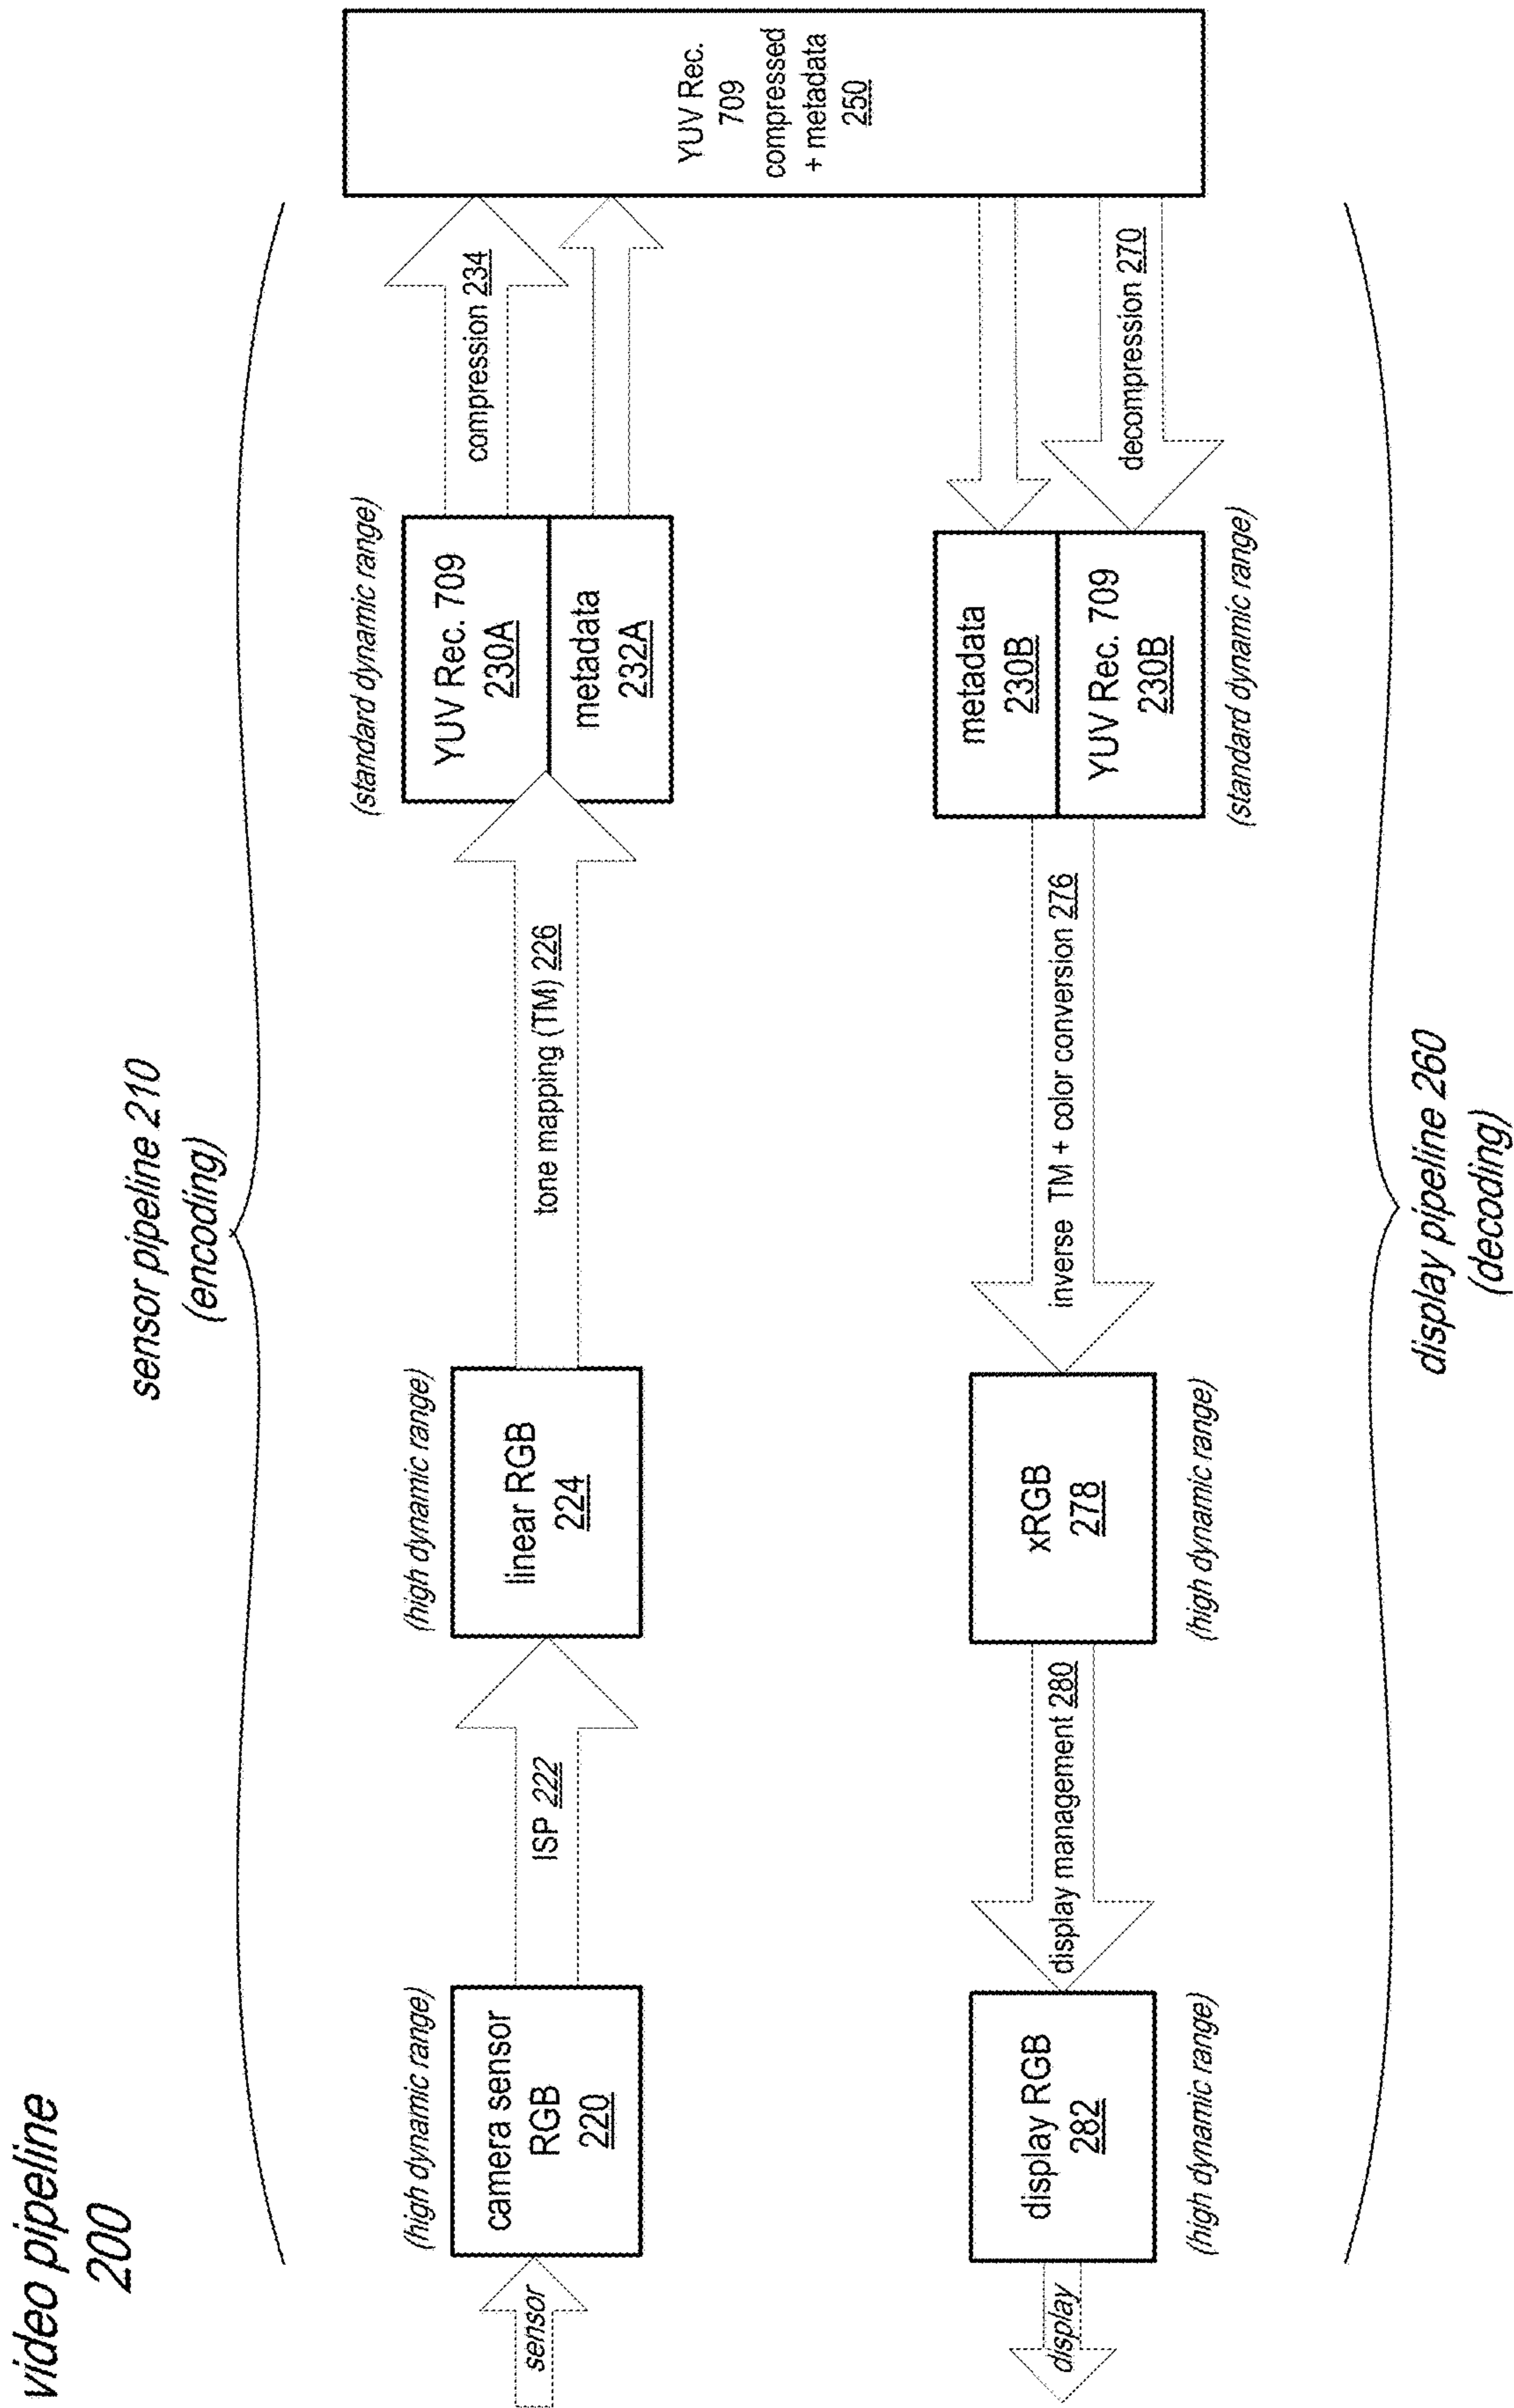 video pipeline
200
sensor pipeline 210
(encoding)
sensor
(high dynamic range)
camera sensor
RGB
220
ISP 222
(high dynamic range)
linear RGB
224
tone mapping (TM) 226
(standard dynamic range)
YUV Rec. 709
230A
metadata
232A
compression 234
YUV Rec.
709
compressed
+ metadata
250
display
display RGB
282
(high dynamic range)
display management 280
xRGB
278
(high dynamic range)
inverse TM + color conversion 276
metadata
230B
YUV Rec. 709
230B
(standard dynamic range)
decompression 270
display pipeline 260
(decoding)